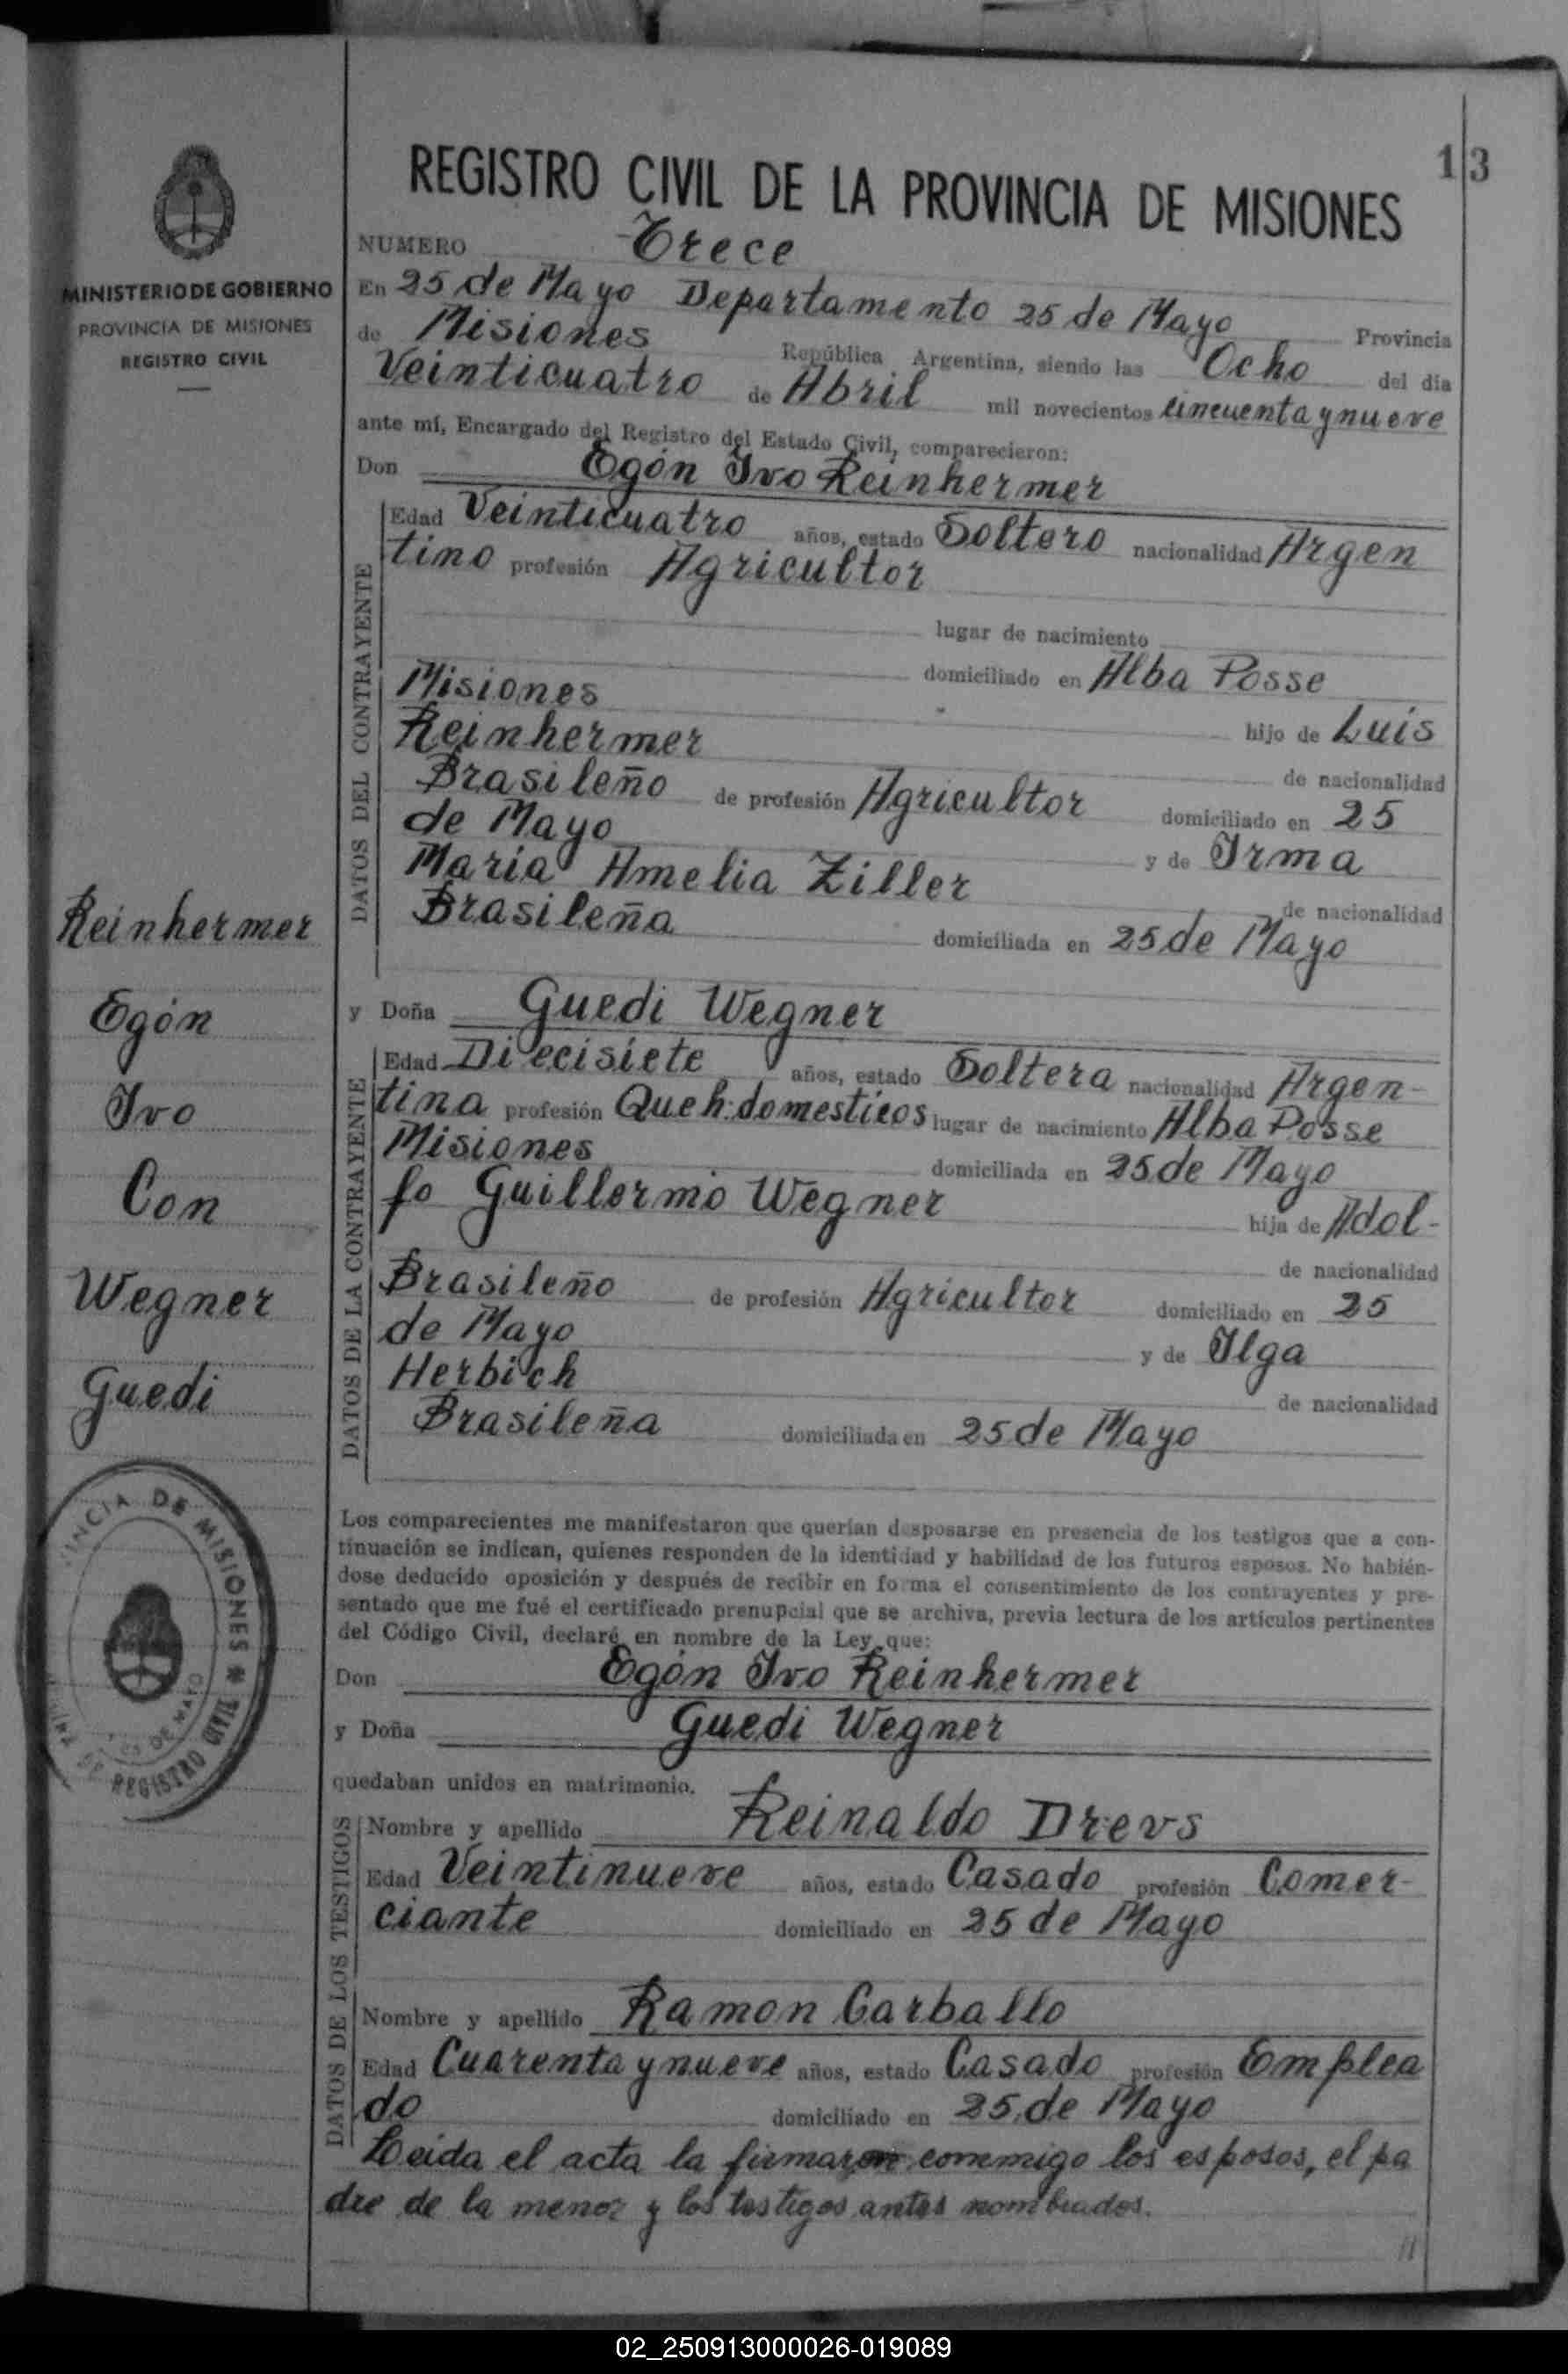 13
REGISTRO CIVIL DE LA PROVINCIA DE MISIONES
MINISTERIO DE GOBIERNO
PROVINCIA DE MISIONES
REGISTRO CIVIL
NUMERO Trece
En 25 de Mayo Departamento 25 de Mayo Provincia
de Misiones República Argentina, siendo las Ocho del día
Veinticuatro de Abril mil novecientos cincuenta y nueve
ante mí, Encargado del Registro del Estado Civil, comparecieron:
Don Egón Ivo Reinhermer
DATOS DEL CONTRAYENTE
Edad Veinticuatro años, estado Soltero nacionalidad Argen
tino profesión Agricultor
lugar de nacimiento
Misiones domiciliado en Alba Posse
Reinhermer hijo de Luis
de nacionalidad
Brasileño de profesión Agricultor domiciliado en 25
de Mayo y de Irma
Maria Amelia Ziller de nacionalidad
Brasileña domiciliada en 25 de Mayo
Reinhermer
Egón
Ivo
Con
Wegner
Guedi
y Doña Guedi Wegner
DATOS DE LA CONTRAYENTE
Edad Diecisiete años, estado Soltera nacionalidad Argen-
tina profesión Queh. domesticos lugar de nacimiento Alba Posse
Misiones domiciliada en 25 de Mayo
fo Guillermo Wegner hija de Adol-
de nacionalidad
Brasileño de profesión Agricultor domiciliado en 25
de Mayo y de Ilga
Herbich de nacionalidad
Brasileña domiciliada en 25 de Mayo
Los comparecientes me manifestaron que querían desposarse en presencia de los testigos que a con-
tinuación se indican, quienes responden de la identidad y habilidad de los futuros esposos. No habién-
dose deducido oposición y después de recibir en forma el consentimiento de los contrayentes y pre-
sentado que me fué el certificado prenupcial que se archiva, previa lectura de los artículos pertinentes
del Código Civil, declaré en nombre de la Ley que:
Don Egón Ivo Reinhermer
y Doña Guedi Wegner
quedaban unidos en matrimonio.
DATOS DE LOS TESTIGOS
Nombre y apellido Reinaldo Drevs
Edad Veintinueve años, estado Casado profesión Comer-
ciante domiciliado en 25 de Mayo
Nombre y apellido Ramon Carballo
Edad Cuarenta y nueve años, estado Casado profesión Emplea
do domiciliado en 25 de Mayo
Leida el acta la firmaron conmigo los esposos, el pa
dre de la menor y los testigos antes nombrados.
DE MISIONES
REGISTRO
DE MAYO
02_250913000026-019089